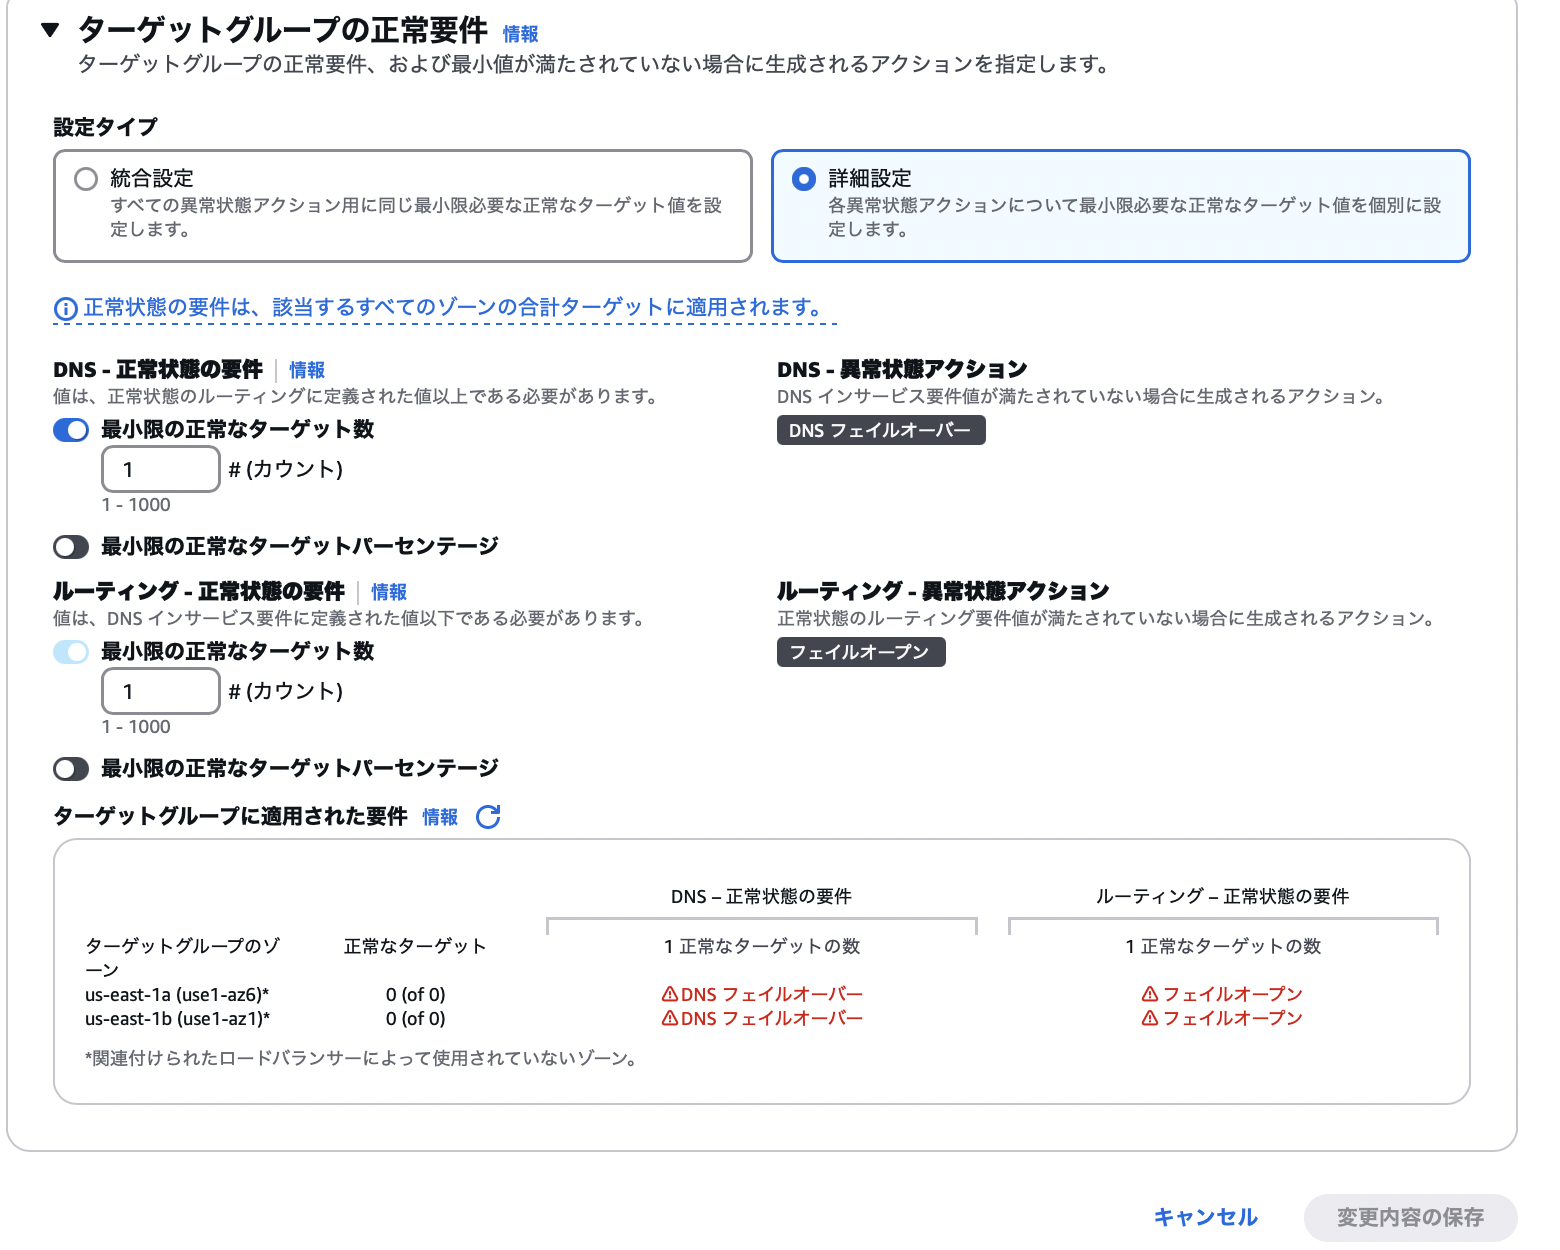 ▼ ターゲットグループの正常要件 情報
ターゲットグループの正常要件、および最小値が満たされていない場合に生成されるアクションを指定します。
設定タイプ
統合設定
すべての異常状態アクション用に同じ最小限必要な正常なターゲット値を設
定します。
詳細設定
各異常状態アクションについて最小限必要な正常なターゲット値を個別に設
定します。
正常状態の要件は、該当するすべてのゾーンの合計ターゲットに適用されます。
DNS - 正常状態の要件 情報
値は、正常状態のルーティングに定義された値以上である必要があります。
最小限の正常なターゲット数
1 # (カウント)
1 - 1000
最小限の正常なターゲットパーセンテージ
DNS - 異常状態アクション
DNS インサービス要件値が満たされていない場合に生成されるアクション。
DNS フェイルオーバー
ルーティング - 正常状態の要件 情報
値は、DNS インサービス要件に定義された値以下である必要があります。
最小限の正常なターゲット数
1 # (カウント)
1 - 1000
最小限の正常なターゲットパーセンテージ
ルーティング - 異常状態アクション
正常状態のルーティング要件値が満たされていない場合に生成されるアクション。
フェイルオープン
ターゲットグループに適用された要件 情報
DNS – 正常状態の要件 ルーティング – 正常状態の要件
ターゲットグループのゾ 正常なターゲット 1 正常なターゲットの数 1 正常なターゲットの数
ーン
us-east-1a (use1-az6)* 0 (of 0) DNS フェイルオーバー フェイルオープン
us-east-1b (use1-az1)* 0 (of 0) DNS フェイルオーバー フェイルオープン
*関連付けられたロードバランサーによって使用されていないゾーン。
キャンセル 変更内容の保存